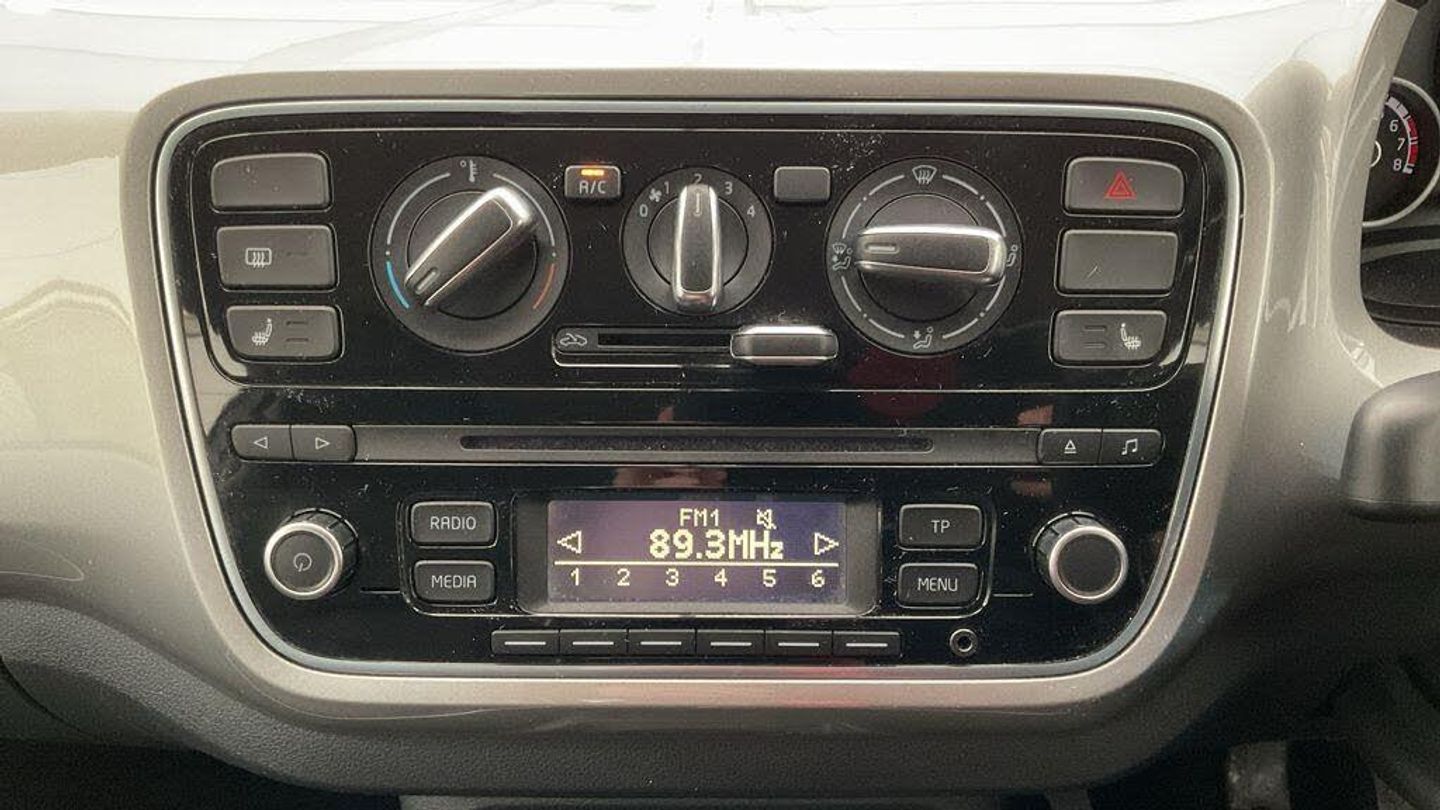 A/C
0 1 2 3 4
6
7
8
RADIO
FM1
TP
89.3MHz
MEDIA
1 2 3 4 5 6
MENU